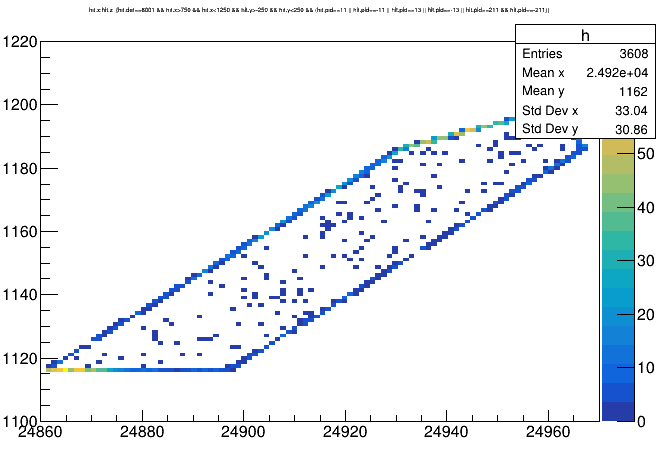 hit.x:hit.z {hit.det==8001 && hit.x>750 && hit.x<1250 && hit.y>-250 && hit.y<250 && (hit.pid==11 || hit.pid==-11 || hit.pid==13 || hit.pid==-13 || hit.pid==211 && hit.pid==-211)}
h
Entries 3608
Mean x 2.492e+04
Mean y 1162
Std Dev x 33.04
Std Dev y 30.86
1220
1200
1180
1160
1140
1120
1100
24860 24880 24900 24920 24940 24960
50
40
30
20
10
0